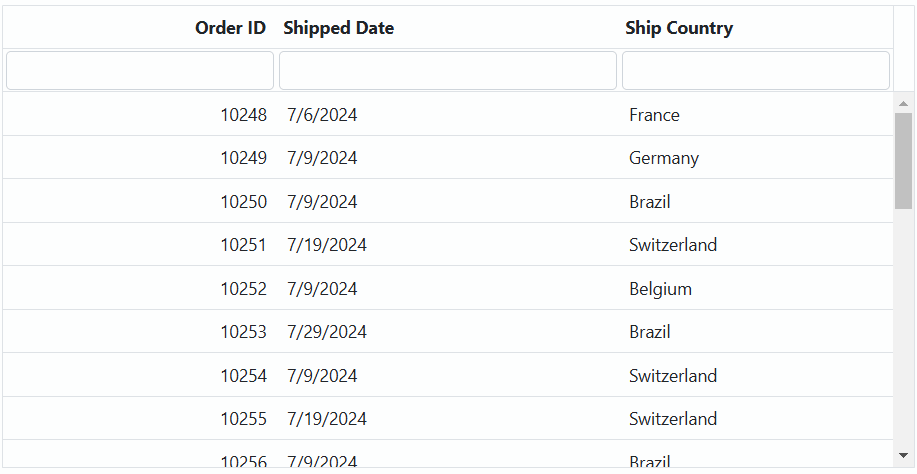 Order ID Shipped Date Ship Country
10248 7/6/2024 France
10249 7/9/2024 Germany
10250 7/9/2024 Brazil
10251 7/19/2024 Switzerland
10252 7/9/2024 Belgium
10253 7/29/2024 Brazil
10254 7/9/2024 Switzerland
10255 7/19/2024 Switzerland
10256 7/9/2024 Brazil